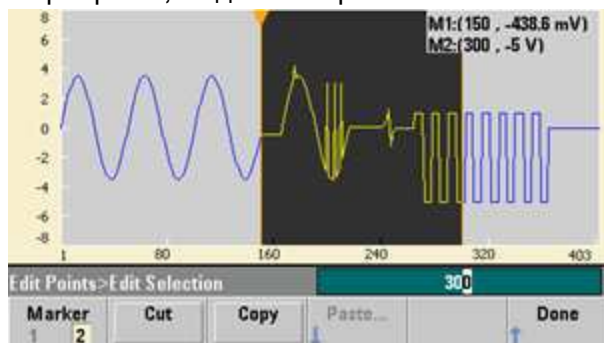 8
M1:(150 , -438.6 mV)
6
M2:(300 , -5 V)
4
2
0
-2
-4
-6
-8
1 80 160 240 320 403
Edit Points>Edit Selection 300
Marker Cut Copy Paste... Done
1 2